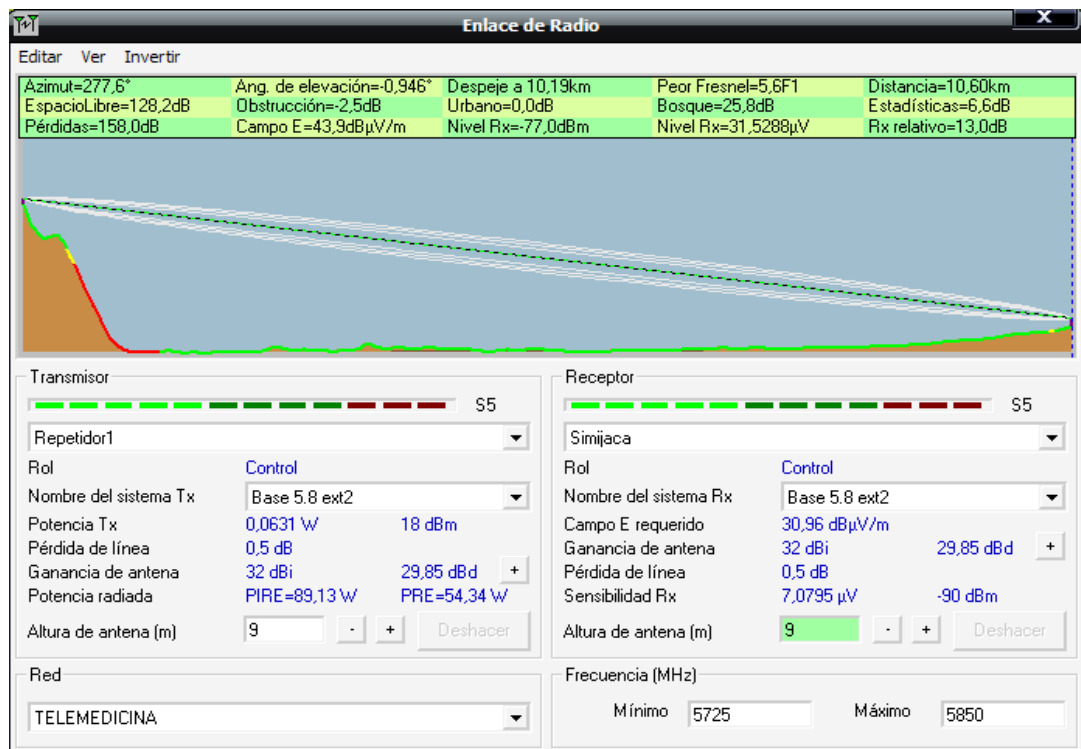 Enlace de Radio X
Editar Ver Invertir
Azimut=277,6° Ang. de elevación=-0,946° Despeje a 10,19km Peor Fresnel=5,6F1 Distancia=10,60km
EspacioLibre=128,2dB Obstrucción=-2,5dB Urbano=0,0dB Bosque=25,8dB Estadísticas=6,6dB
Pérdidas=158,0dB Campo E=43,9dBµV/m Nivel Rx=-77,0dBm Nivel Rx=31,5288µV Rx relativo=13,0dB
Transmisor
S5
Repetidor1
Rol Control
Nombre del sistema Tx Base 5.8 ext2
Potencia Tx 0,0631 W 18 dBm
Pérdida de línea 0,5 dB
Ganancia de antena 32 dBi 29,85 dBd +
Potencia radiada PIRE=89,13 W PRE=54,34 W
Altura de antena (m) 9 - + Deshacer
Receptor
S5
Simijaca
Rol Control
Nombre del sistema Rx Base 5.8 ext2
Campo E requerido 30,96 dBµV/m
Ganancia de antena 32 dBi 29,85 dBd +
Pérdida de línea 0,5 dB
Sensibilidad Rx 7,0795 µV -90 dBm
Altura de antena (m) 9 - + Deshacer
Red
TELEMEDICINA
Frecuencia (MHz)
Mínimo 5725 Máximo 5850